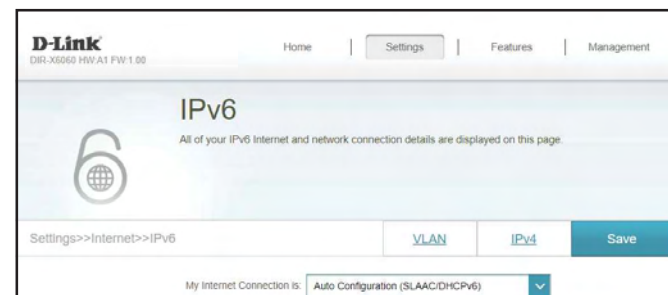 D-Link
DIR-X6060 HW:A1 FW:1.00
Home | Settings | Features | Management
IPv6
All of your IPv6 Internet and network connection details are displayed on this page.
Settings>>Internet>>IPv6
VLAN
IPv4
Save
My Internet Connection is: Auto Configuration (SLAAC/DHCPv6)